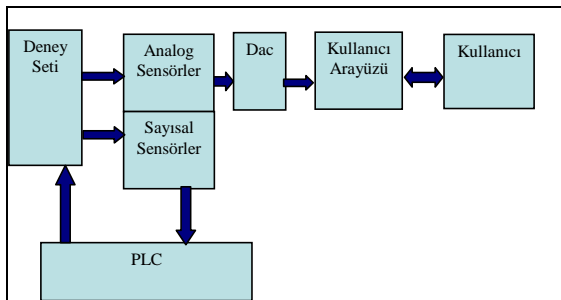 Deney
Seti
Analog
Sensörler
Dac
Kullanıcı
Arayüzü
Kullanıcı
Sayısal
Sensörler
PLC